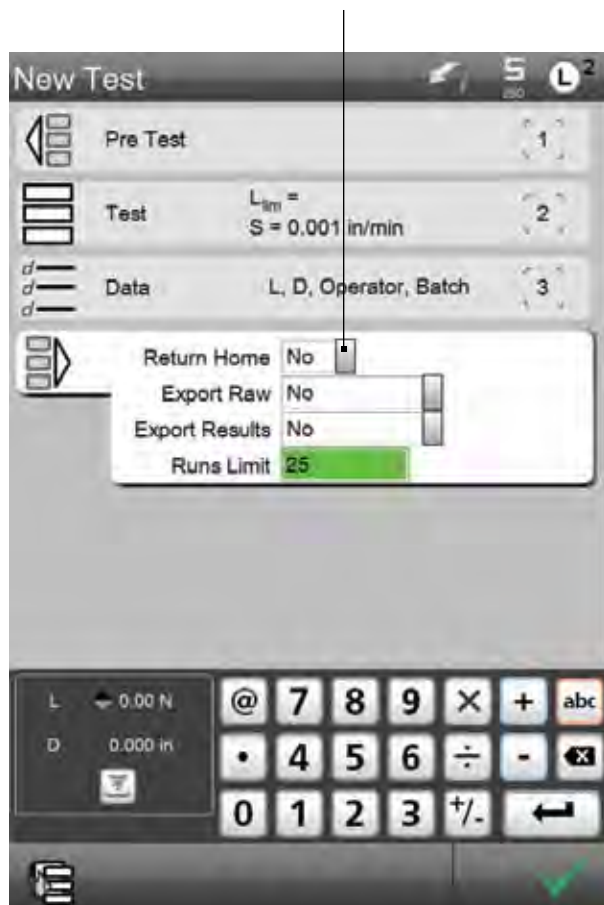 New Test S 250 L 2
Pre Test 1
Test L lim =
S = 0.001 in/min 2
Data L, D, Operator, Batch 3
Return Home No
Export Raw No
Export Results No
Runs Limit 25
L 0.00 N
D 0.000 in
@ 7 8 9 × + abc
• 4 5 6 ÷ -
0 1 2 3 +/-